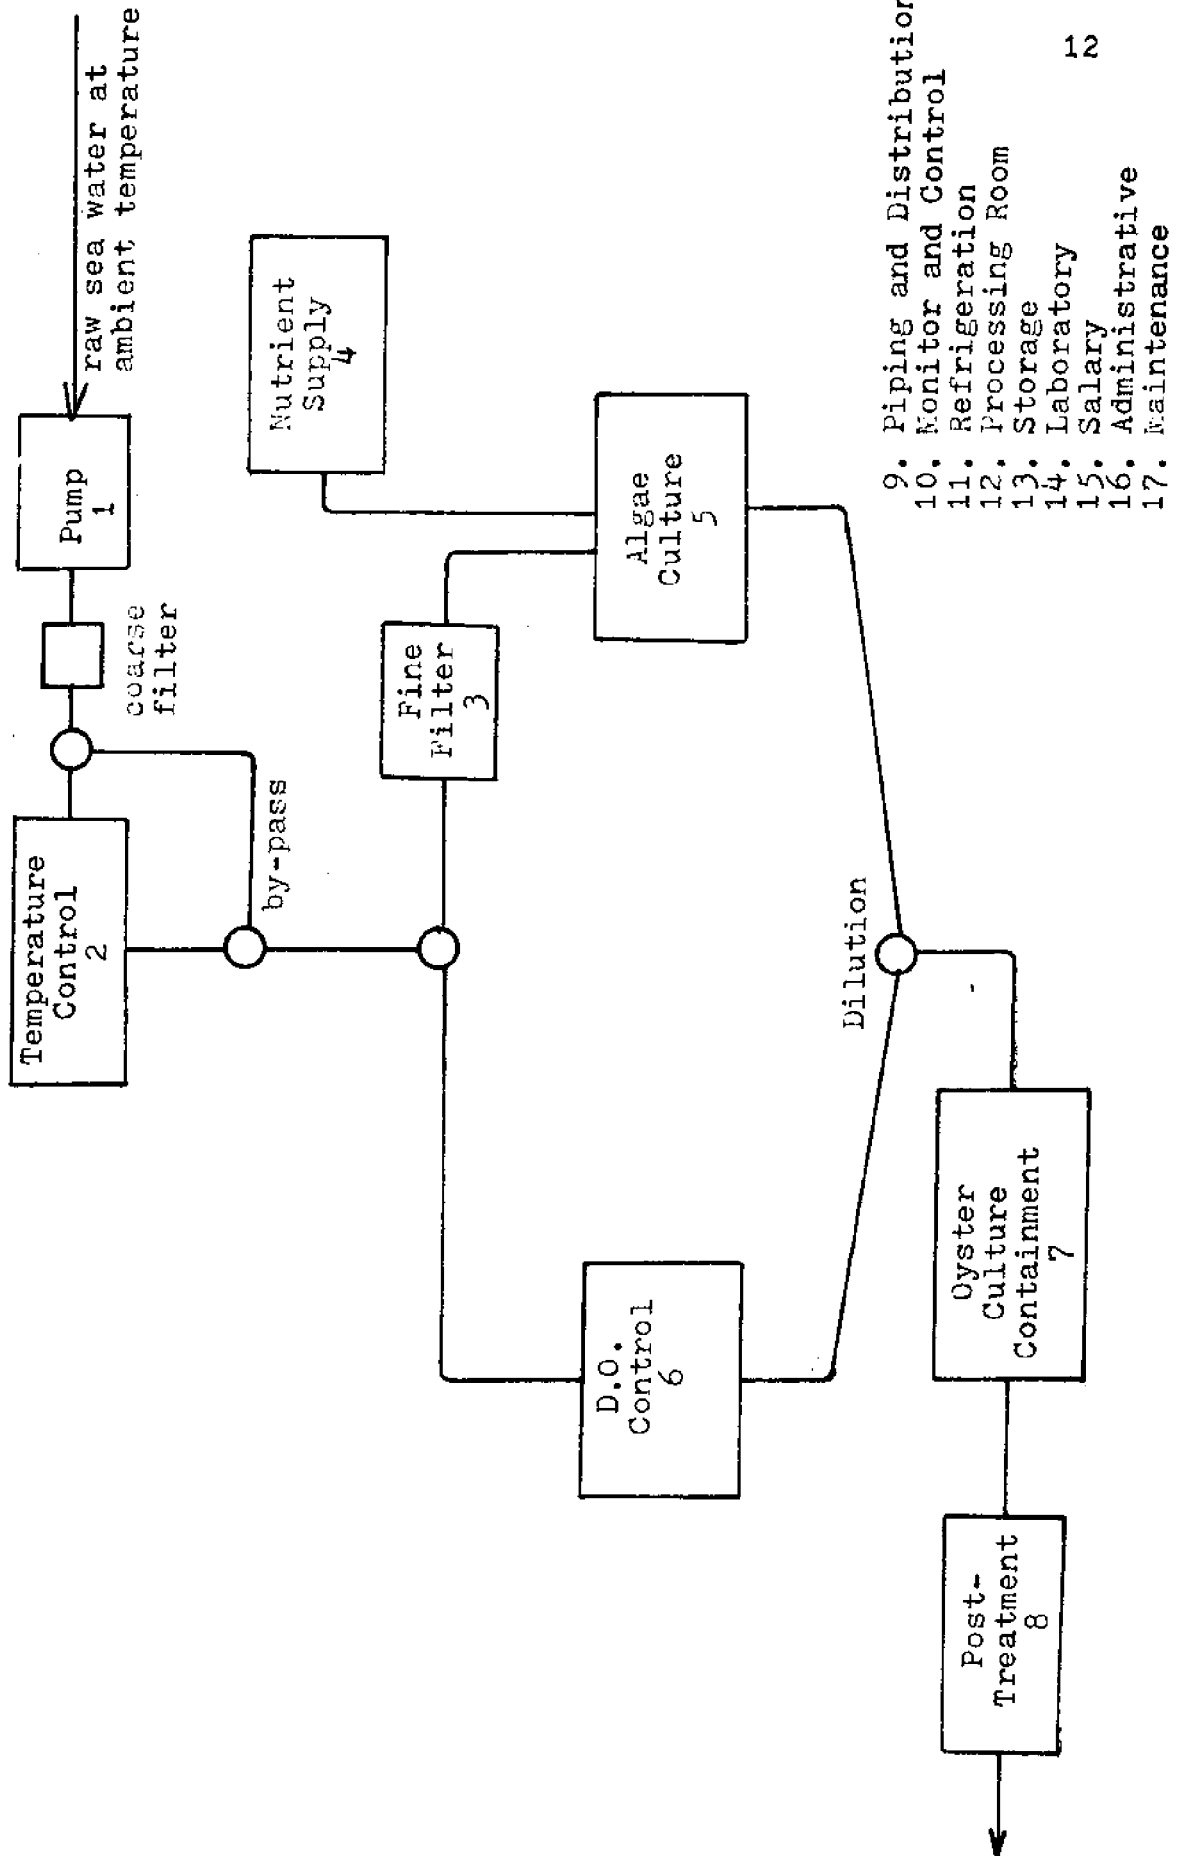 raw sea water at
ambient temperature
Pump
1
coarse
filter
Temperature
Control
2
by-pass
Fine
Filter
3
Nutrient
Supply
4
Algae
Culture
5
D.O.
Control
6
Dilution
Oyster
Culture
Containment
7
Post-
Treatment
8
9. Piping and Distribution
10. Monitor and Control
11. Refrigeration
12. Processing Room
13. Storage
14. Laboratory
15. Salary
16. Administrative
17. Maintenance
12